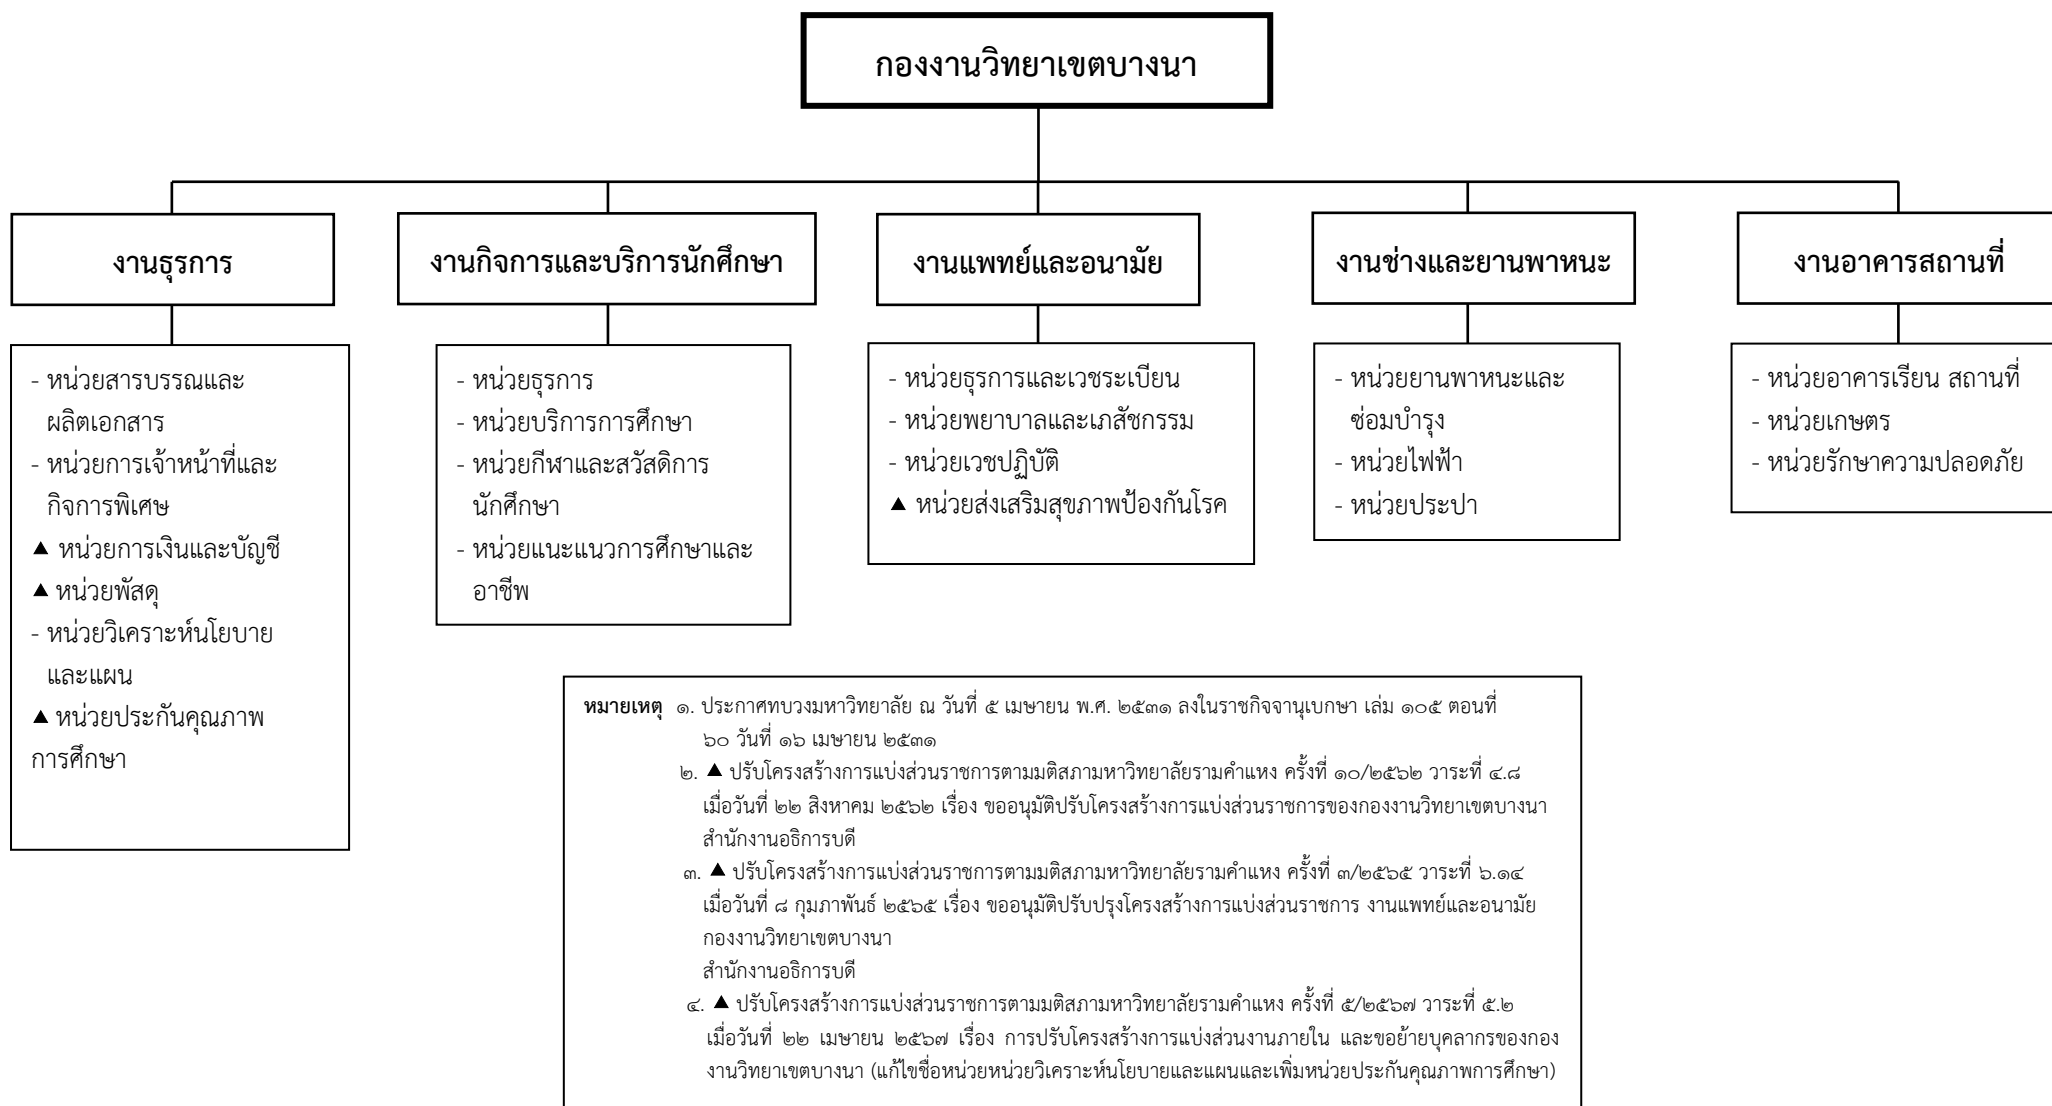 กองงานวิทยาเขตบางนา
งานธุรการ
- หน่วยสารบรรณและ
ผลิตเอกสาร
- หน่วยการเจ้าหน้าที่และ
กิจการพิเศษ
▲ หน่วยการเงินและบัญชี
▲ หน่วยพัสดุ
- หน่วยวิเคราะห์นโยบาย
และแผน
▲ หน่วยประกันคุณภาพ
การศึกษา
งานกิจการและบริการนักศึกษา
- หน่วยธุรการ
- หน่วยบริการการศึกษา
- หน่วยกีฬาและสวัสดิการ
นักศึกษา
- หน่วยแนะแนวการศึกษาและ
อาชีพ
งานแพทย์และอนามัย
- หน่วยธุรการและเวชระเบียน
- หน่วยพยาบาลและเภสัชกรรม
- หน่วยเวชปฏิบัติ
▲ หน่วยส่งเสริมสุขภาพป้องกันโรค
งานช่างและยานพาหนะ
- หน่วยยานพาหนะและ
ซ่อมบำรุง
- หน่วยไฟฟ้า
- หน่วยประปา
งานอาคารสถานที่
- หน่วยอาคารเรียน สถานที่
- หน่วยเกษตร
- หน่วยรักษาความปลอดภัย
หมายเหตุ ๑. ประกาศทบวงมหาวิทยาลัย ณ วันที่ ๕ เมษายน พ.ศ. ๒๕๓๑ ลงในราชกิจจานุเบกษา เล่ม ๑๐๕ ตอนที่
๖๐ วันที่ ๑๖ เมษายน ๒๕๓๑
๒. ▲ ปรับโครงสร้างการแบ่งส่วนราชการตามมติสภามหาวิทยาลัยรามคำแหง ครั้งที่ ๑๐/๒๕๖๒ วาระที่ ๔.๘
เมื่อวันที่ ๒๒ สิงหาคม ๒๕๖๒ เรื่อง ขออนุมัติปรับโครงสร้างการแบ่งส่วนราชการของกองงานวิทยาเขตบางนา
สำนักงานอธิการบดี
๓. ▲ ปรับโครงสร้างการแบ่งส่วนราชการตามมติสภามหาวิทยาลัยรามคำแหง ครั้งที่ ๓/๒๕๖๕ วาระที่ ๖.๑๔
เมื่อวันที่ ๘ กุมภาพันธ์ ๒๕๖๕ เรื่อง ขออนุมัติปรับปรุงโครงสร้างการแบ่งส่วนราชการ งานแพทย์และอนามัย
กองงานวิทยาเขตบางนา
สำนักงานอธิการบดี
๔. ▲ ปรับโครงสร้างการแบ่งส่วนราชการตามมติสภามหาวิทยาลัยรามคำแหง ครั้งที่ ๕/๒๕๖๗ วาระที่ ๕.๒
เมื่อวันที่ ๒๒ เมษายน ๒๕๖๗ เรื่อง การปรับโครงสร้างการแบ่งส่วนงานภายใน และขอย้ายบุคลากรของกอง
งานวิทยาเขตบางนา (แก้ไขชื่อหน่วยหน่วยวิเคราะห์นโยบายและแผนและเพิ่มหน่วยประกันคุณภาพการศึกษา)